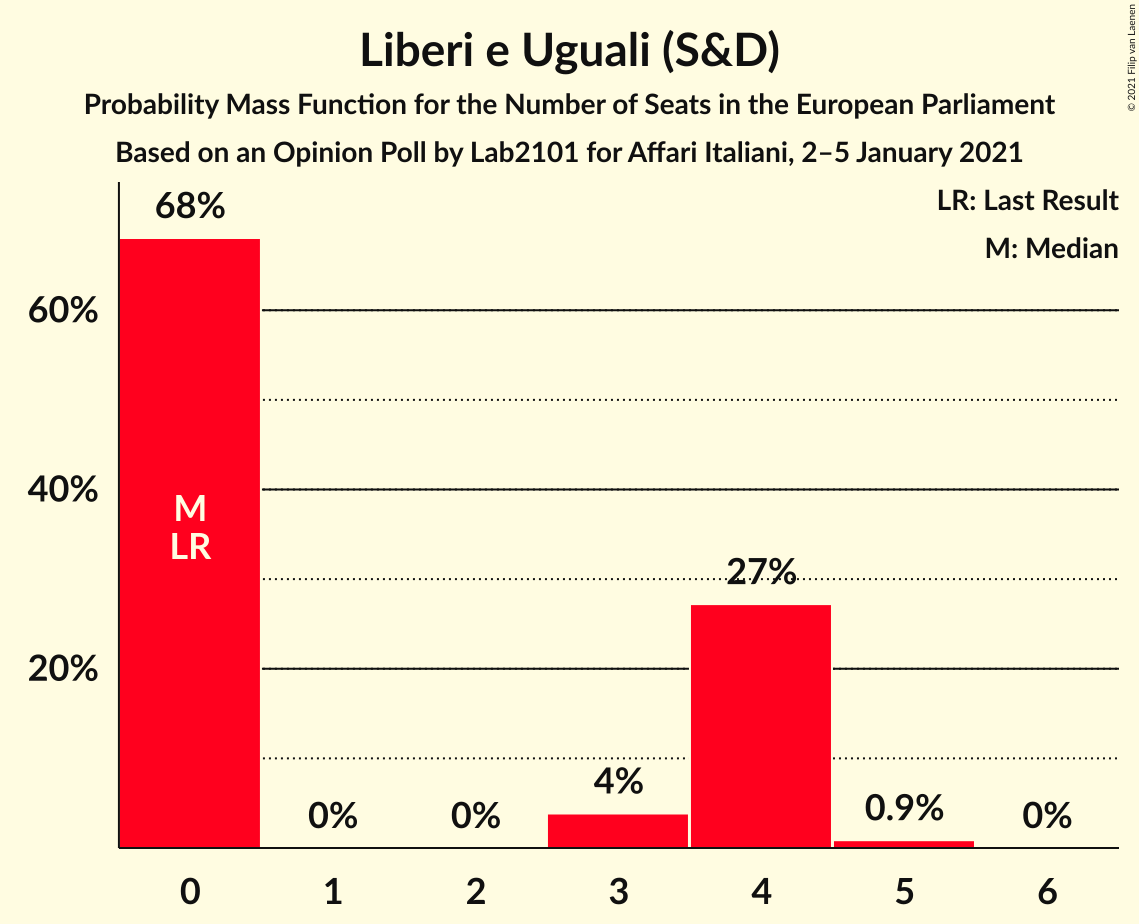 Liberi e Uguali (S&D)
Probability Mass Function for the Number of Seats in the European Parliament
Based on an Opinion Poll by Lab2101 for Affari Italiani, 2–5 January 2021
© 2021 Filip van Laenen
LR: Last Result
M: Median
68%
60%
40%
20%
M
LR
0%
0%
4%
27%
0.9%
0%
0 1 2 3 4 5 6